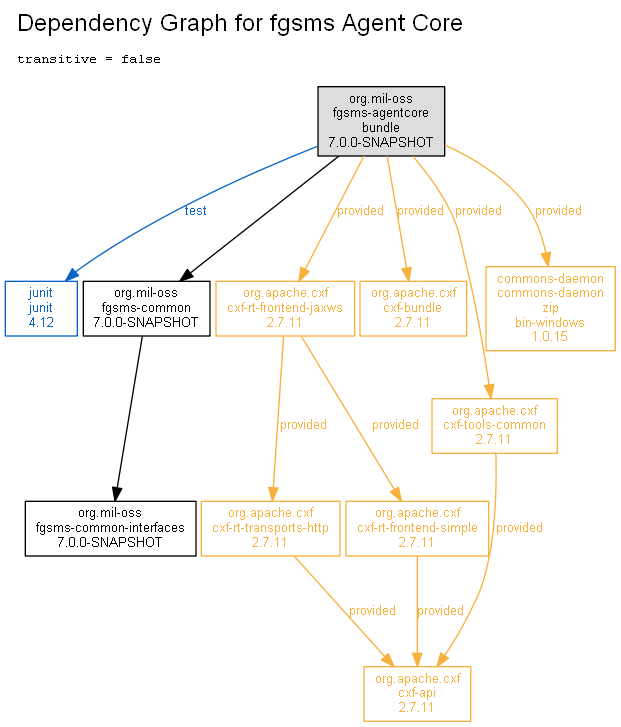 Dependency Graph for fgsms Agent Core
transitive = false
org.mil-oss
fgsms-agentcore
bundle
7.0.0-SNAPSHOT
test
provided
provided
provided
provided
junit
junit
4.12
org.mil-oss
fgsms-common
7.0.0-SNAPSHOT
org.apache.cxf
cxf-rt-frontend-jaxws
2.7.11
org.apache.cxf
cxf-bundle
2.7.11
commons-daemon
commons-daemon
zip
bin-windows
1.0.15
org.apache.cxf
cxf-tools-common
2.7.11
provided
provided
org.mil-oss
fgsms-common-interfaces
7.0.0-SNAPSHOT
org.apache.cxf
cxf-rt-transports-http
2.7.11
org.apache.cxf
cxf-rt-frontend-simple
2.7.11
provided
provided
provided
org.apache.cxf
cxf-api
2.7.11